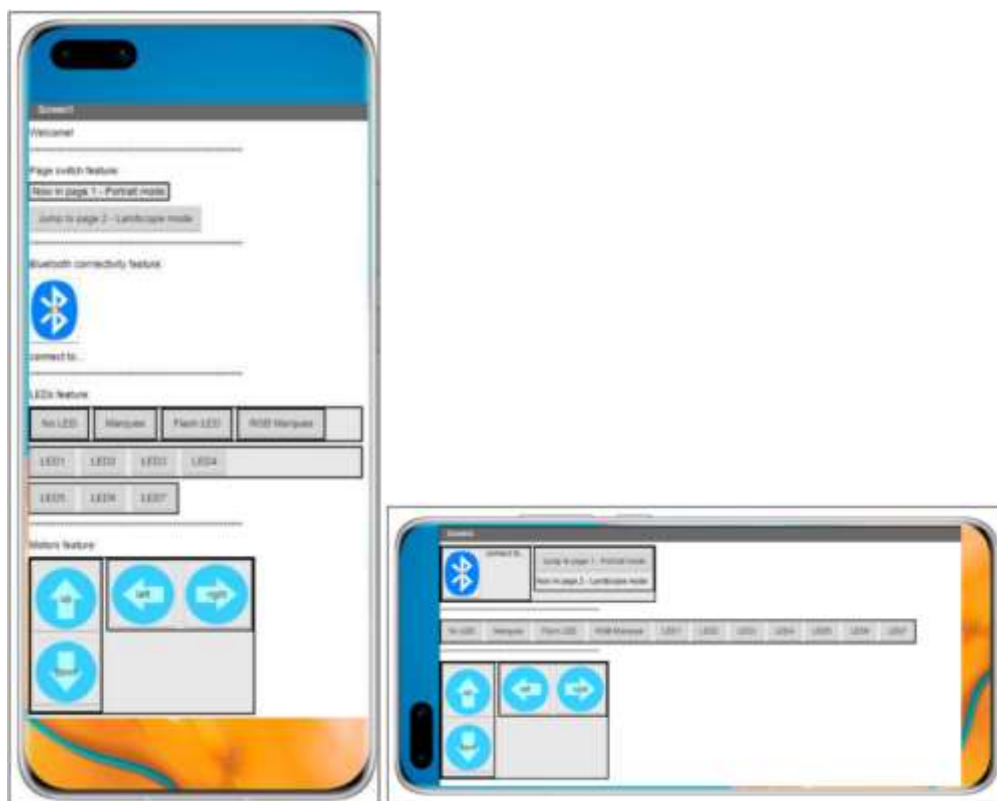 Screen1
Welcome!
Page switch feature:
Now in page 1 - Portrait mode
Jump to page 2 - Landscape mode
Bluetooth connectivity feature:
connect to...
LEDs feature:
No LED Marquee Flash LED RGB Marquee
LED1 LED2 LED3 LED4
LED5 LED6 LED7
Motors feature:
up left right
down
connect to... Jump to page 1 - Portrait mode
Now in page 2 - Landscape mode
No LED Marquee Flash LED RGB Marquee LED1 LED2 LED3 LED4 LED5 LED6 LED7
up left right